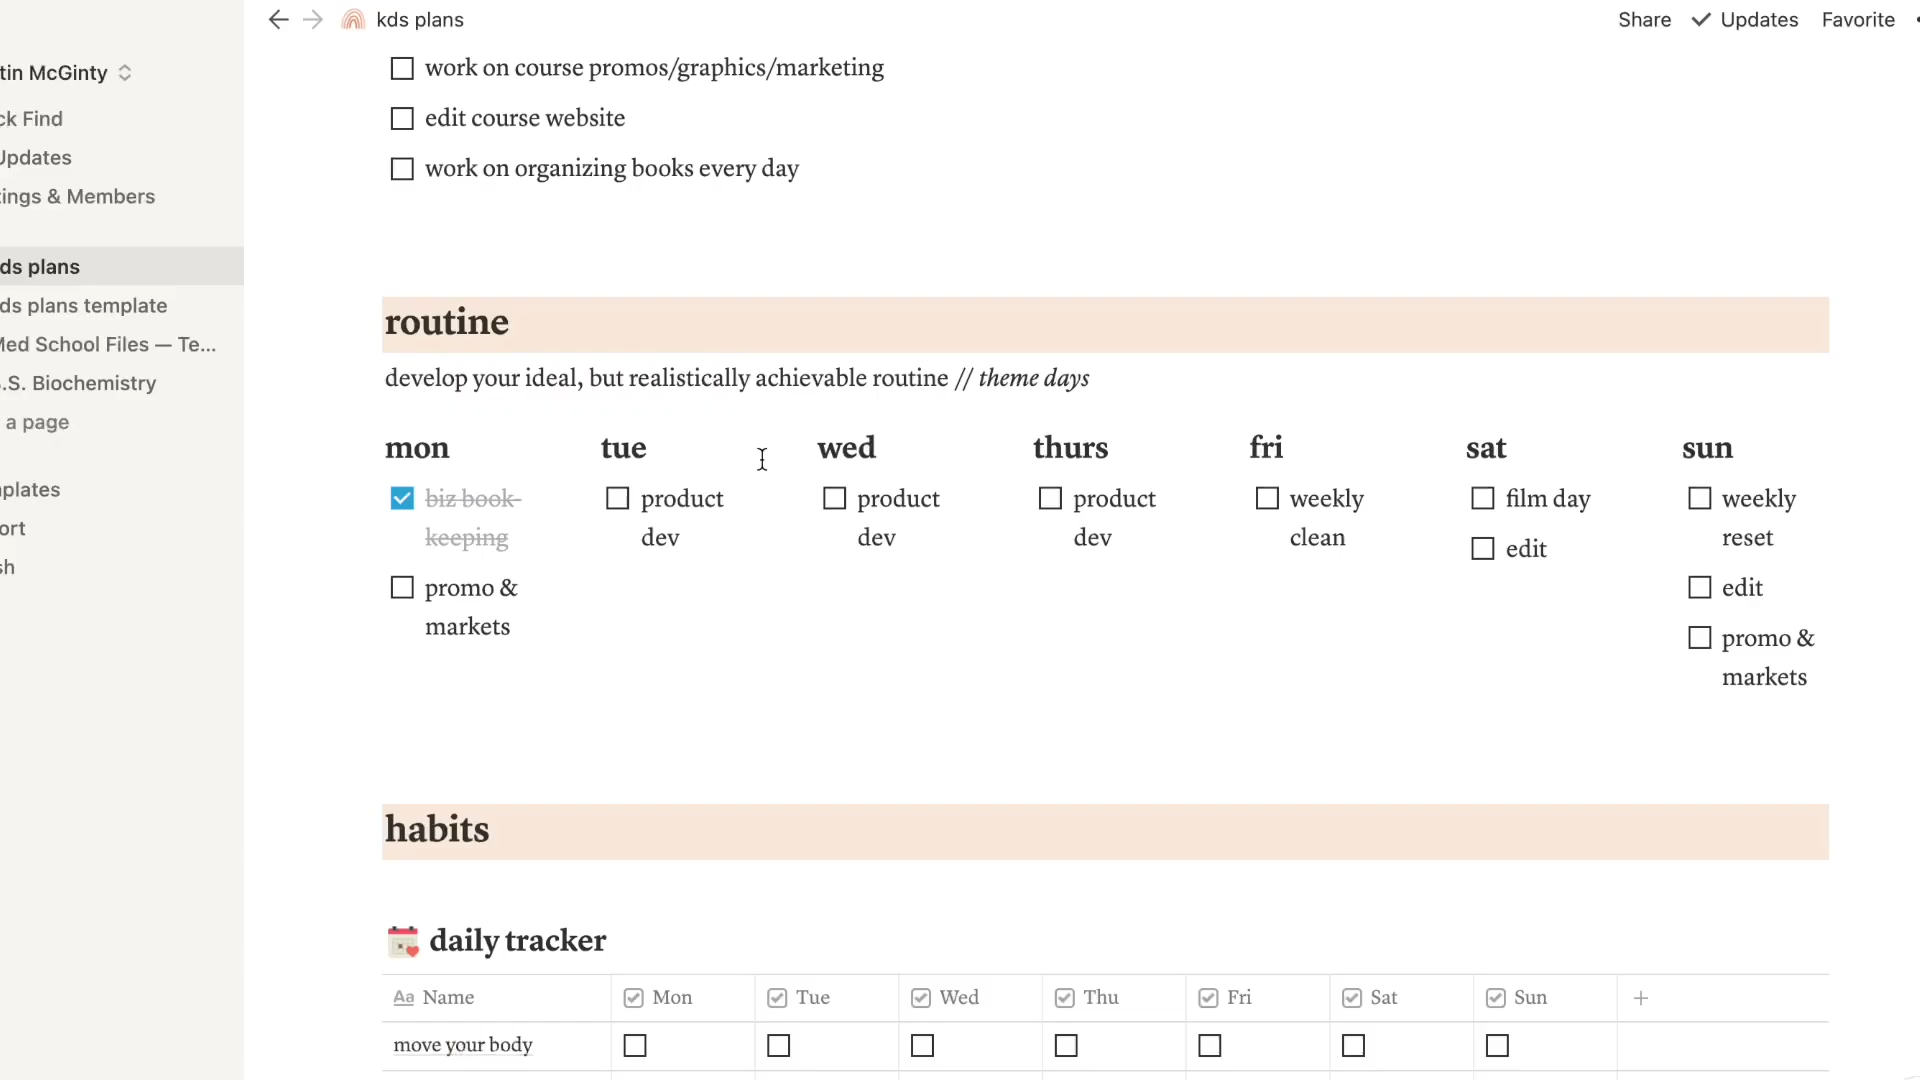 kds plans
Share
Updates
Favorite
tin McGinty
ck Find
Updates
tings & Members
ds plans
ds plans template
Med School Files — Te...
.S. Biochemistry
a page
plates
ort
sh
work on course promos/graphics/marketing
edit course website
work on organizing books every day
routine
develop your ideal, but realistically achievable routine // theme days
mon
biz book-
keeping
promo &
markets
tue
product
dev
wed
product
dev
thurs
product
dev
fri
weekly
clean
sat
film day
edit
sun
weekly
reset
edit
promo &
markets
habits
daily tracker
Aa Name
Mon
Tue
Wed
Thu
Fri
Sat
Sun
move your body